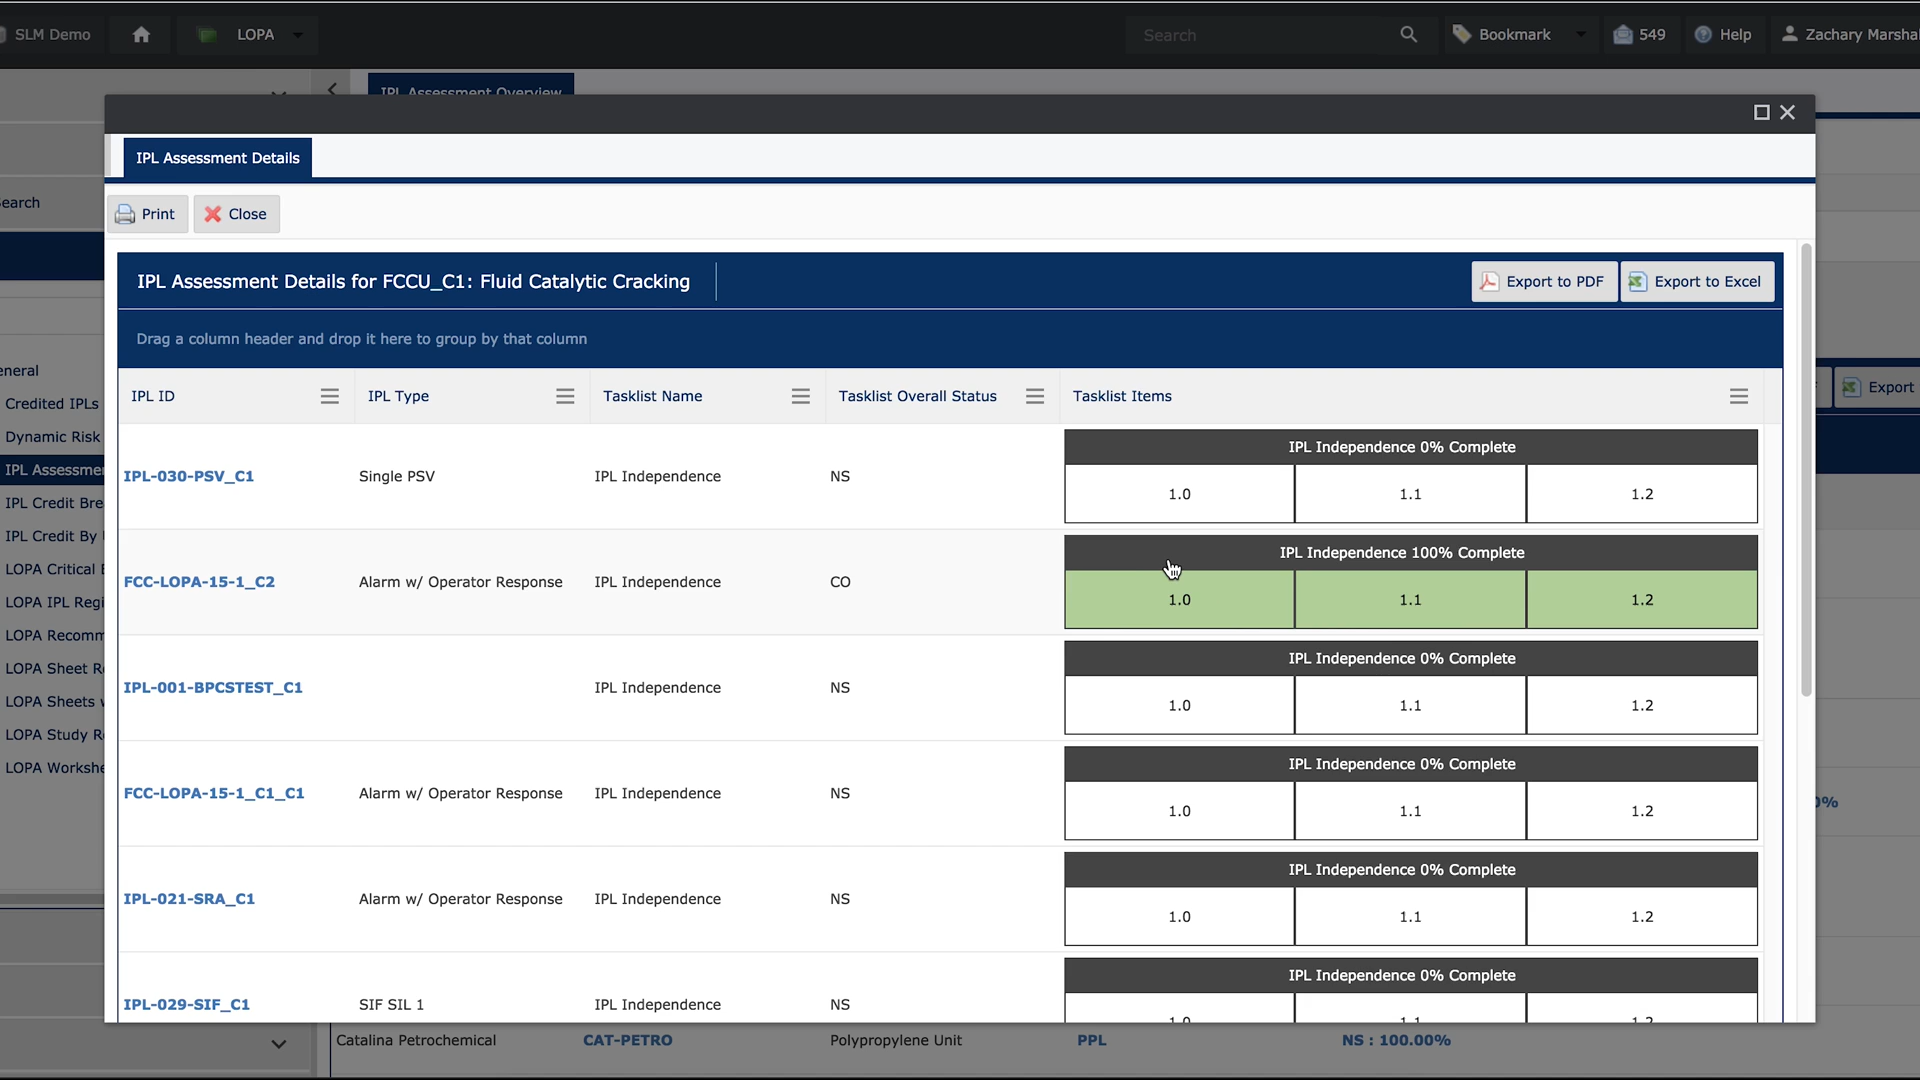 SLM Demo
LOPA
Search
Bookmark
549
Help
Zachary Marshal
IPL Assessment Overview
IPL Assessment Details
Print
Close
earch
IPL Assessment Details for FCCU_C1: Fluid Catalytic Cracking
Export to PDF
Export to Excel
Drag a column header and drop it here to group by that column
eneral
Credited IPLs
Dynamic Risk
IPL Assessme
IPL Credit Bre
IPL Credit By
LOPA Critical
LOPA IPL Regi
LOPA Recomm
LOPA Sheet R
LOPA Sheets
LOPA Study R
LOPA Workshe
Export
IPL ID
IPL Type
Tasklist Name
Tasklist Overall Status
Tasklist Items
IPL-030-PSV_C1
Single PSV
IPL Independence
NS
IPL Independence 0% Complete
1.0
1.1
1.2
FCC-LOPA-15-1_C2
Alarm w/ Operator Response
IPL Independence
CO
IPL Independence 100% Complete
1.0
1.1
1.2
IPL-001-BPCSTEST_C1
IPL Independence
NS
IPL Independence 0% Complete
1.0
1.1
1.2
FCC-LOPA-15-1_C1_C1
Alarm w/ Operator Response
IPL Independence
NS
IPL Independence 0% Complete
1.0
1.1
1.2
0%
IPL-021-SRA_C1
Alarm w/ Operator Response
IPL Independence
NS
IPL Independence 0% Complete
1.0
1.1
1.2
IPL-029-SIF_C1
SIF SIL 1
IPL Independence
NS
IPL Independence 0% Complete
1.0
1.1
1.2
Catalina Petrochemical
CAT-PETRO
Polypropylene Unit
PPL
NS : 100.00%